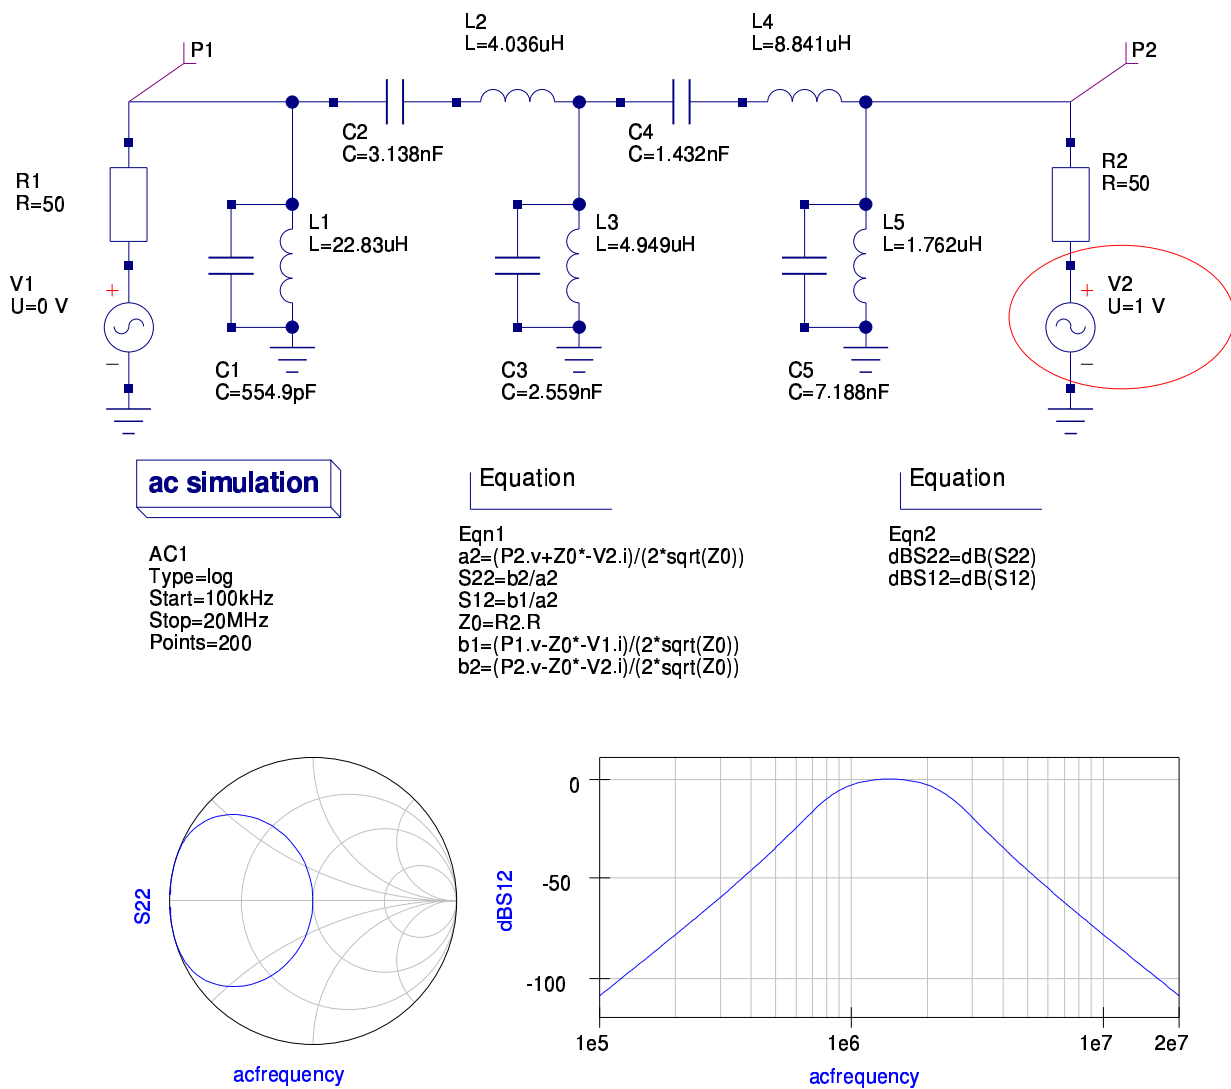 P1
L2
L=4.036uH
L4
L=8.841uH
P2
C2
C=3.138nF
C4
C=1.432nF
R1
R=50
R2
R=50
L1
L=22.83uH
L3
L=4.949uH
L5
L=1.762uH
V1
U=0 V
+
−
V2
U=1 V
+
−
C1
C=554.9pF
C3
C=2.559nF
C5
C=7.188nF
ac simulation
AC1
Type=log
Start=100kHz
Stop=20MHz
Points=200
Equation
Eqn1
a2=(P2.v+Z0*-V2.i)/(2*sqrt(Z0))
S22=b2/a2
S12=b1/a2
Z0=R2.R
b1=(P1.v-Z0*-V1.i)/(2*sqrt(Z0))
b2=(P2.v-Z0*-V2.i)/(2*sqrt(Z0))
Equation
Eqn2
dBS22=dB(S22)
dBS12=dB(S12)
S22
acfrequency
dBS12
0
-50
-100
1e5
1e6
1e7
2e7
acfrequency